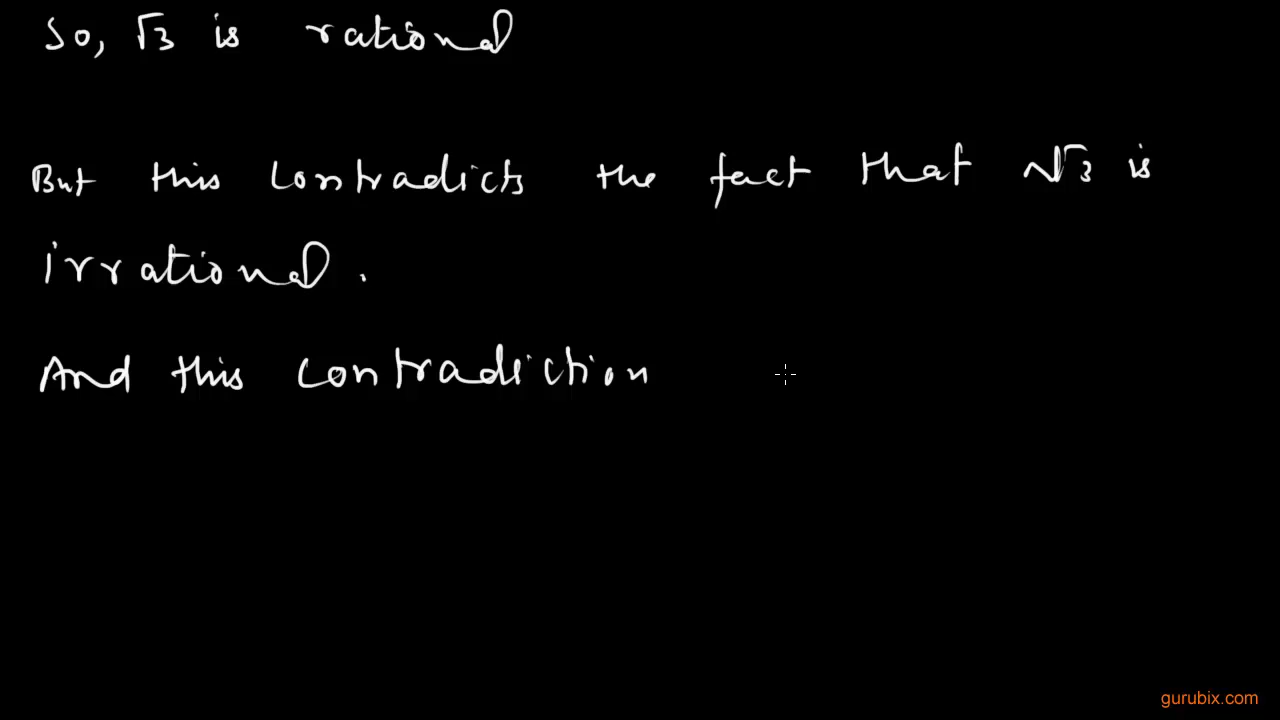 So, √3 is rational
But this contradicts the fact that √3 is
irrational.
And this contradiction
gurubix.com